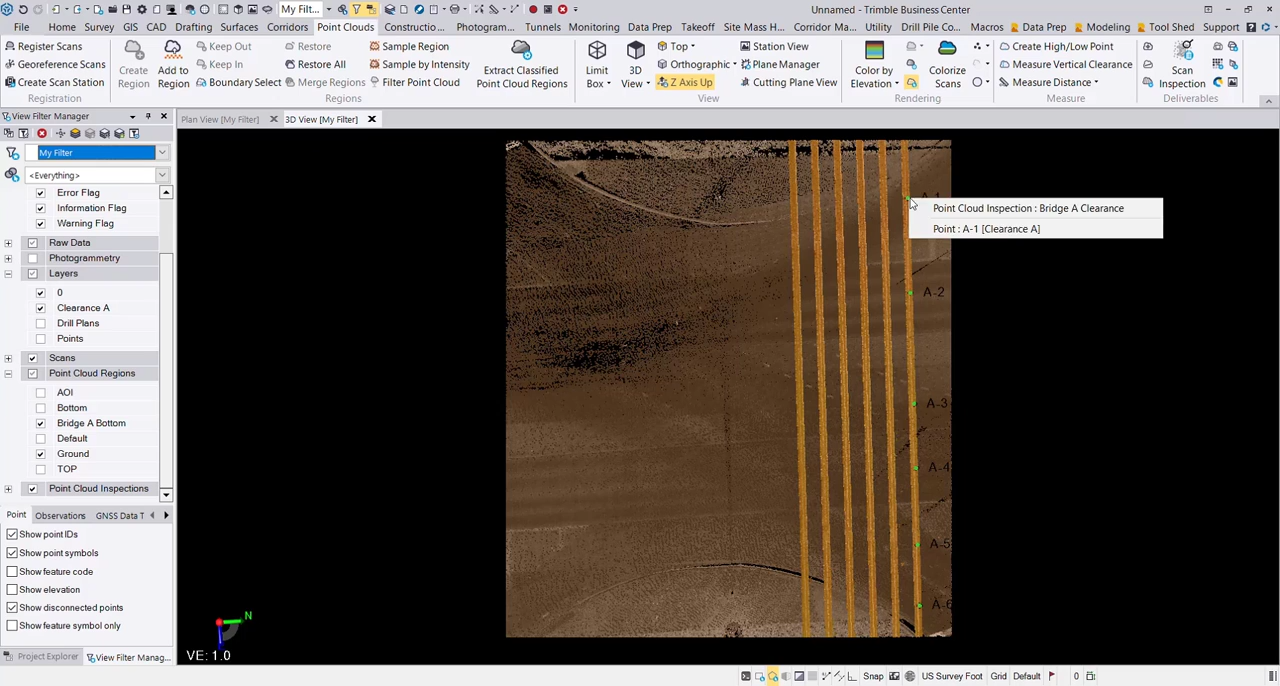 My Filt...
Unnamed - Trimble Business Center
File
Home
Survey
GIS
CAD
Drafting
Surfaces
Corridors
Point Clouds
Constructio...
Photogram...
Tunnels
Monitoring
Data Prep
Takeoff
Site Mass H...
Corridor Ma...
Utility
Drill Pile Co...
Macros
Data Prep
Modeling
Tool Shed
Support
Register Scans
Georeference Scans
Create Scan Station
Registration
Create Region
Add to Region
Keep Out
Keep In
Boundary Select
Restore
Restore All
Merge Regions
Sample Region
Sample by Intensity
Filter Point Cloud
Extract Classified Point Cloud Regions
Regions
Limit Box
3D View
Top
Orthographic
Z Axis Up
Station View
Plane Manager
Cutting Plane View
View
Color by Elevation
Colorize Scans
Rendering
Create High/Low Point
Measure Vertical Clearance
Measure Distance
Measure
Scan Inspection
Deliverables
View Filter Manager
My Filter
<Everything>
Error Flag
Information Flag
Warning Flag
Raw Data
Photogrammetry
Layers
0
Clearance A
Drill Plans
Points
Scans
Point Cloud Regions
AOI
Bottom
Bridge A Bottom
Default
Ground
TOP
Point Cloud Inspections
Point
Observations
GNSS Data T
Show point IDs
Show point symbols
Show feature code
Show elevation
Show disconnected points
Show feature symbol only
Project Explorer
View Filter Manag...
Plan View [My Filter]
3D View [My Filter]
A-1
Point Cloud Inspection : Bridge A Clearance
Point : A-1 [Clearance A]
A-2
A-3
A-4
A-5
A-6
N
VE: 1.0
Snap
US Survey Foot
Grid
Default
0